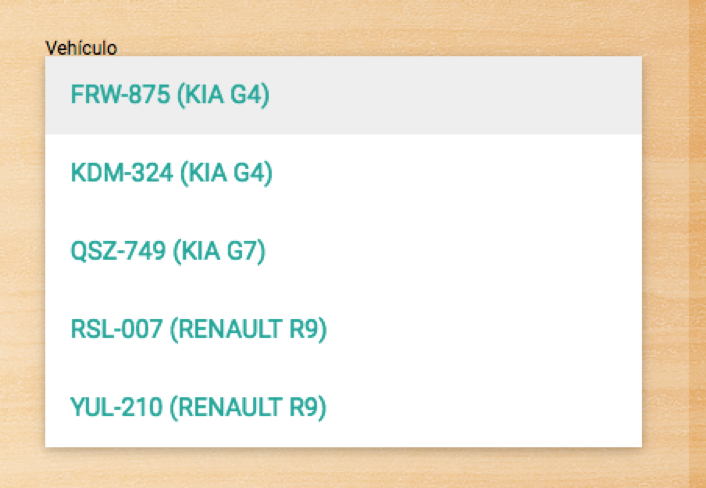 Vehículo
FRW-875 (KIA G4)
KDM-324 (KIA G4)
QSZ-749 (KIA G7)
RSL-007 (RENAULT R9)
YUL-210 (RENAULT R9)